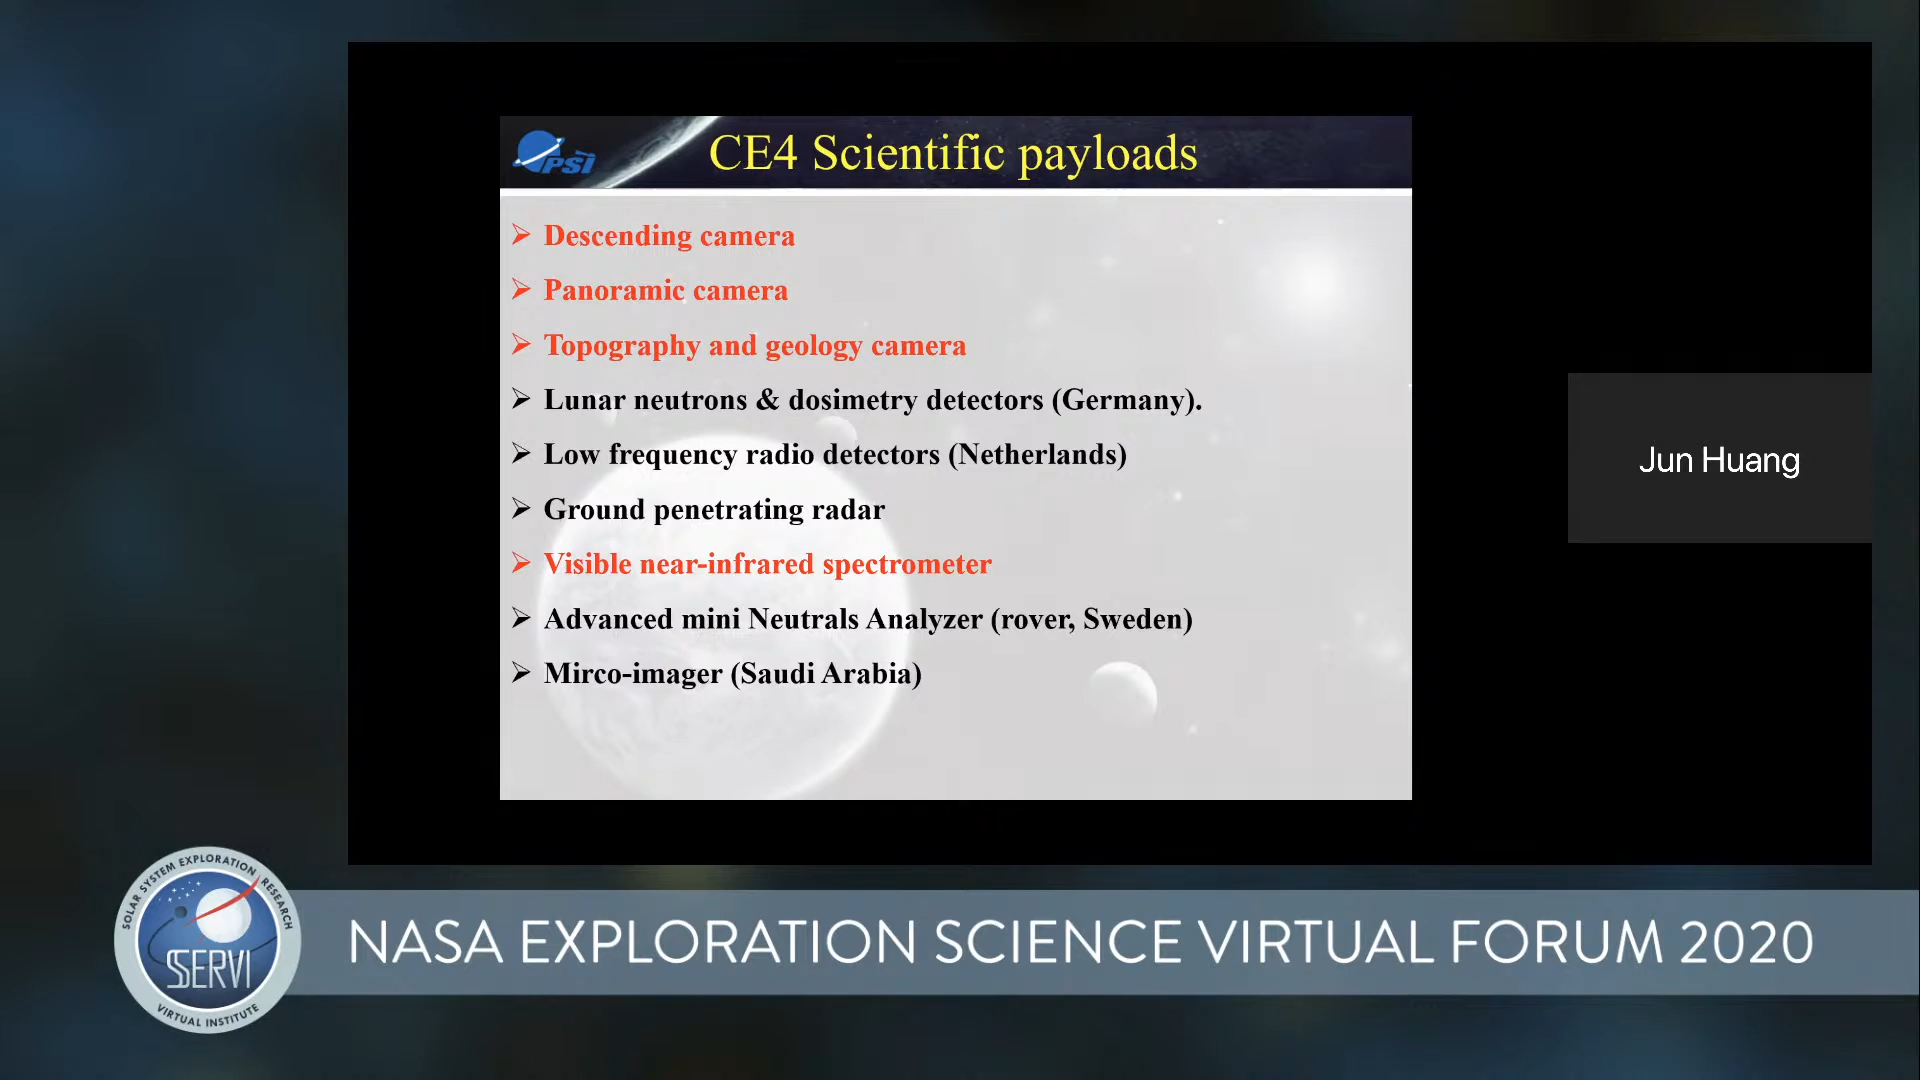 PSI
CE4 Scientific payloads
Descending camera
Panoramic camera
Topography and geology camera
Lunar neutrons & dosimetry detectors (Germany).
Low frequency radio detectors (Netherlands)
Ground penetrating radar
Visible near-infrared spectrometer
Advanced mini Neutrals Analyzer (rover, Sweden)
Mirco-imager (Saudi Arabia)
Jun Huang
SOLAR SYSTEM EXPLORATION RESEARCH
SSERVI
VIRTUAL INSTITUTE
NASA EXPLORATION SCIENCE VIRTUAL FORUM 2020